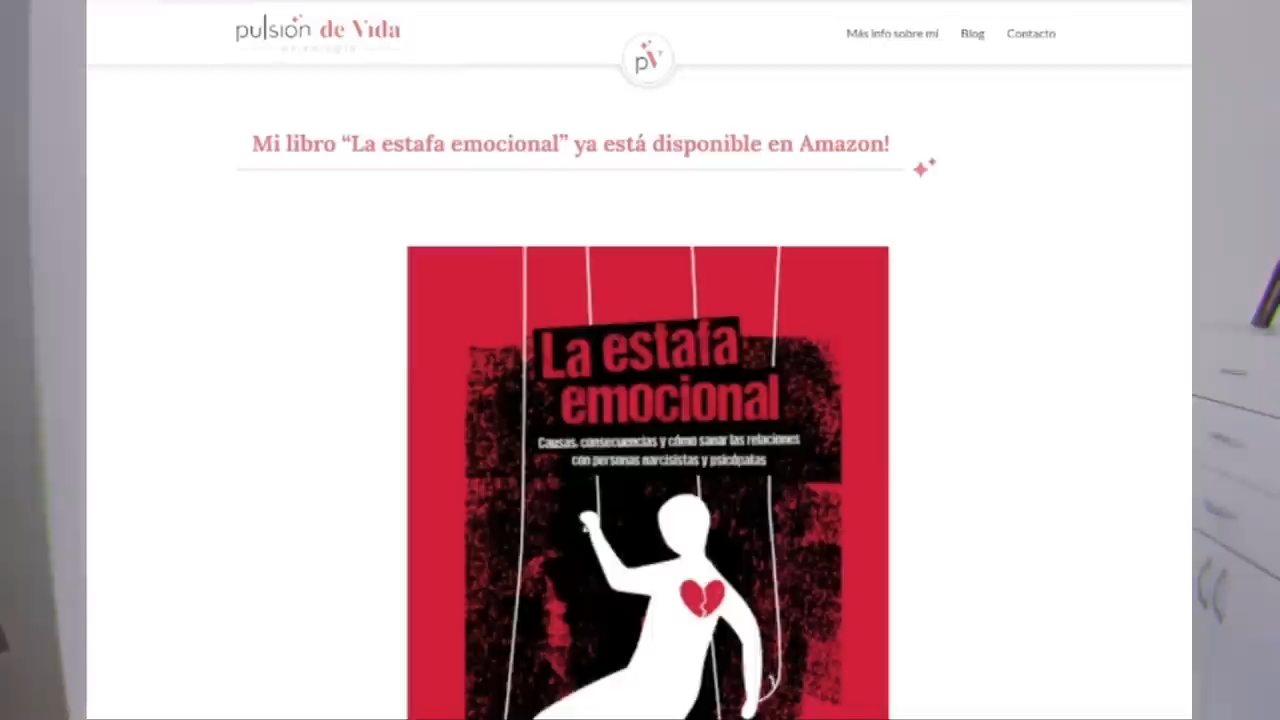 pulsión de Vida
Más info sobre mí
Blog
Contacto
pV
Mi libro “La estafa emocional” ya está disponible en Amazon!
La estafa
emocional
Causas, consecuencias y cómo sanar las relaciones
con personas narcisistas y psicópatas